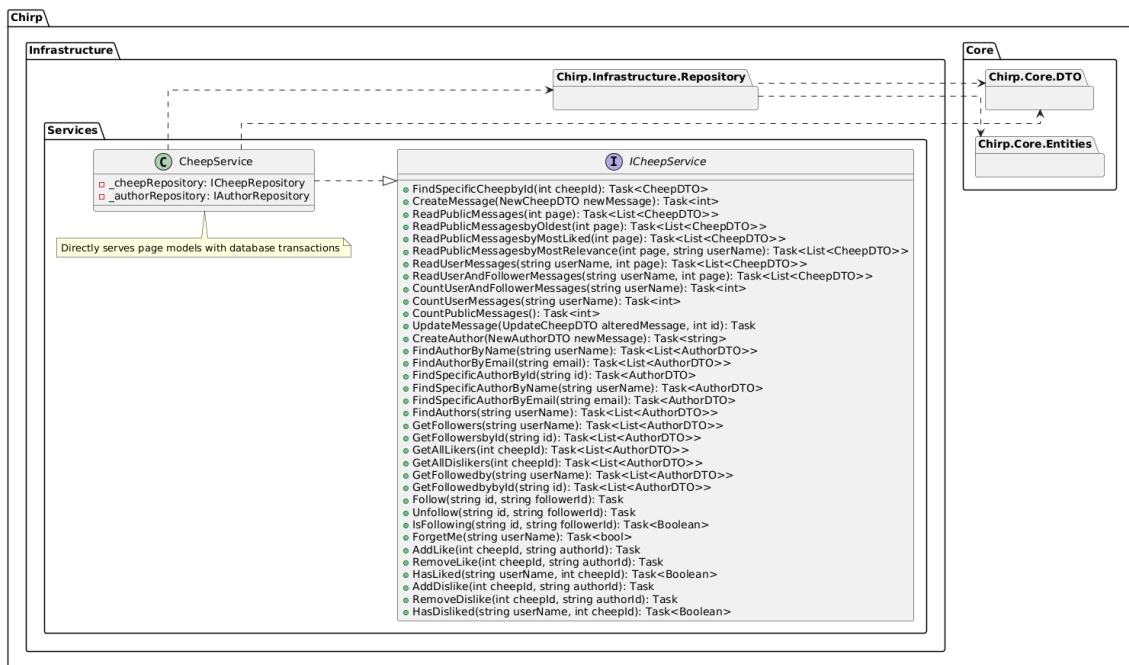 Chirp
Infrastructure
Core
Chirp.Infrastructure.Repository
Chirp.Core.DTO
Chirp.Core.Entities
Services
C CheepService
_cheepRepository: ICheepRepository
_authorRepository: IAuthorRepository
Directly serves page models with database transactions
I ICheepService
FindSpecificCheepbyId(int cheepId): Task<CheepDTO>
CreateMessage(NewCheepDTO newMessage): Task<int>
ReadPublicMessages(int page): Task<List<CheepDTO>>
ReadPublicMessagesbyOldest(int page): Task<List<CheepDTO>>
ReadPublicMessagesbyMostLiked(int page): Task<List<CheepDTO>>
ReadPublicMessagesbyMostRelevance(int page, string userName): Task<List<CheepDTO>>
ReadUserMessages(string userName, int page): Task<List<CheepDTO>>
ReadUserAndFollowerMessages(string userName, int page): Task<List<CheepDTO>>
CountUserAndFollowerMessages(string userName): Task<int>
CountUserMessages(string userName): Task<int>
CountPublicMessages(): Task<int>
UpdateMessage(UpdateCheepDTO alteredMessage, int id): Task
CreateAuthor(NewAuthorDTO newMessage): Task<string>
FindAuthorByName(string userName): Task<List<AuthorDTO>>
FindAuthorByEmail(string email): Task<List<AuthorDTO>>
FindSpecificAuthorById(string id): Task<AuthorDTO>
FindSpecificAuthorByName(string userName): Task<AuthorDTO>
FindSpecificAuthorByEmail(string email): Task<AuthorDTO>
FindAuthors(string userName): Task<List<AuthorDTO>>
GetFollowers(string userName): Task<List<AuthorDTO>>
GetFollowersbyId(string id): Task<List<AuthorDTO>>
GetAllLikers(int cheepId): Task<List<AuthorDTO>>
GetAllDislikers(int cheepId): Task<List<AuthorDTO>>
GetFollowedby(string userName): Task<List<AuthorDTO>>
GetFollowedbybyId(string id): Task<List<AuthorDTO>>
Follow(string id, string followerId): Task
Unfollow(string id, string followerId): Task
IsFollowing(string id, string followerId): Task<Boolean>
ForgetMe(string userName): Task<bool>
AddLike(int cheepId, string authorId): Task
RemoveLike(int cheepId, string authorId): Task
HasLiked(string userName, int cheepId): Task<Boolean>
AddDislike(int cheepId, string authorId): Task
RemoveDislike(int cheepId, string authorId): Task
HasDisliked(string userName, int cheepId): Task<Boolean>